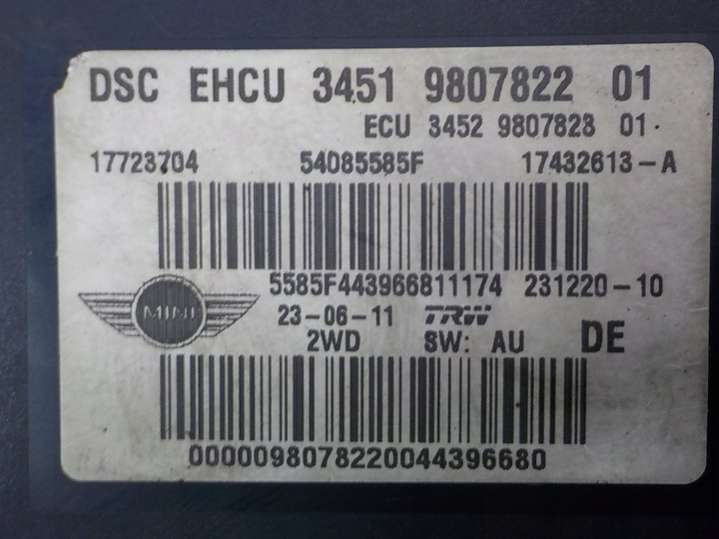 DSC EHCU 3451 9807822 01
ECU 3452 9807828 01
17723704 54085585F 17432613-A
5585F443966811174 231220-10
MINI 23-06-11 TRW
2WD SW: AU DE
0000098078220044396680